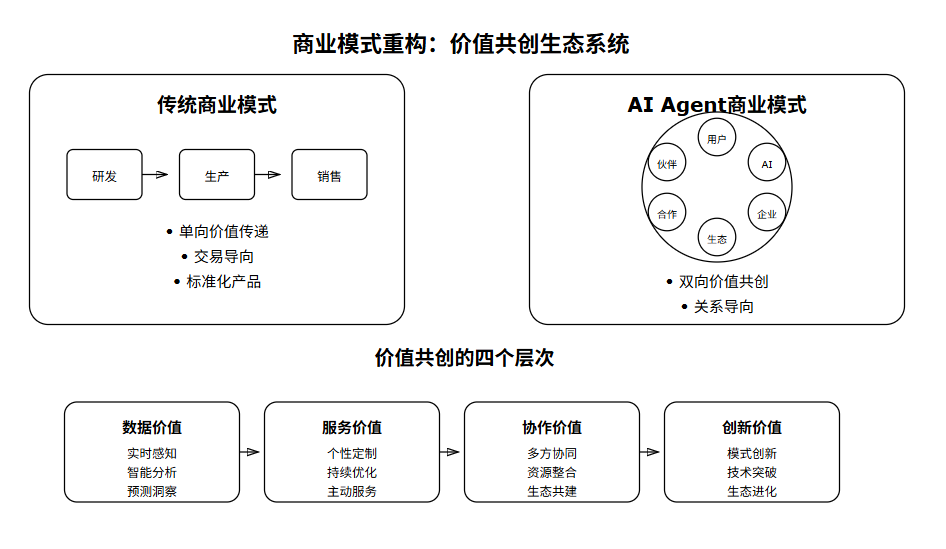 商业模式重构：价值共创生态系统
传统商业模式
研发
生产
销售
• 单向价值传递
• 交易导向
• 标准化产品
AI Agent商业模式
用户
伙伴
AI
合作
企业
生态
• 双向价值共创
• 关系导向
价值共创的四个层次
数据价值
实时感知
智能分析
预测洞察
服务价值
个性定制
持续优化
主动服务
协作价值
多方协同
资源整合
生态共建
创新价值
模式创新
技术突破
生态进化